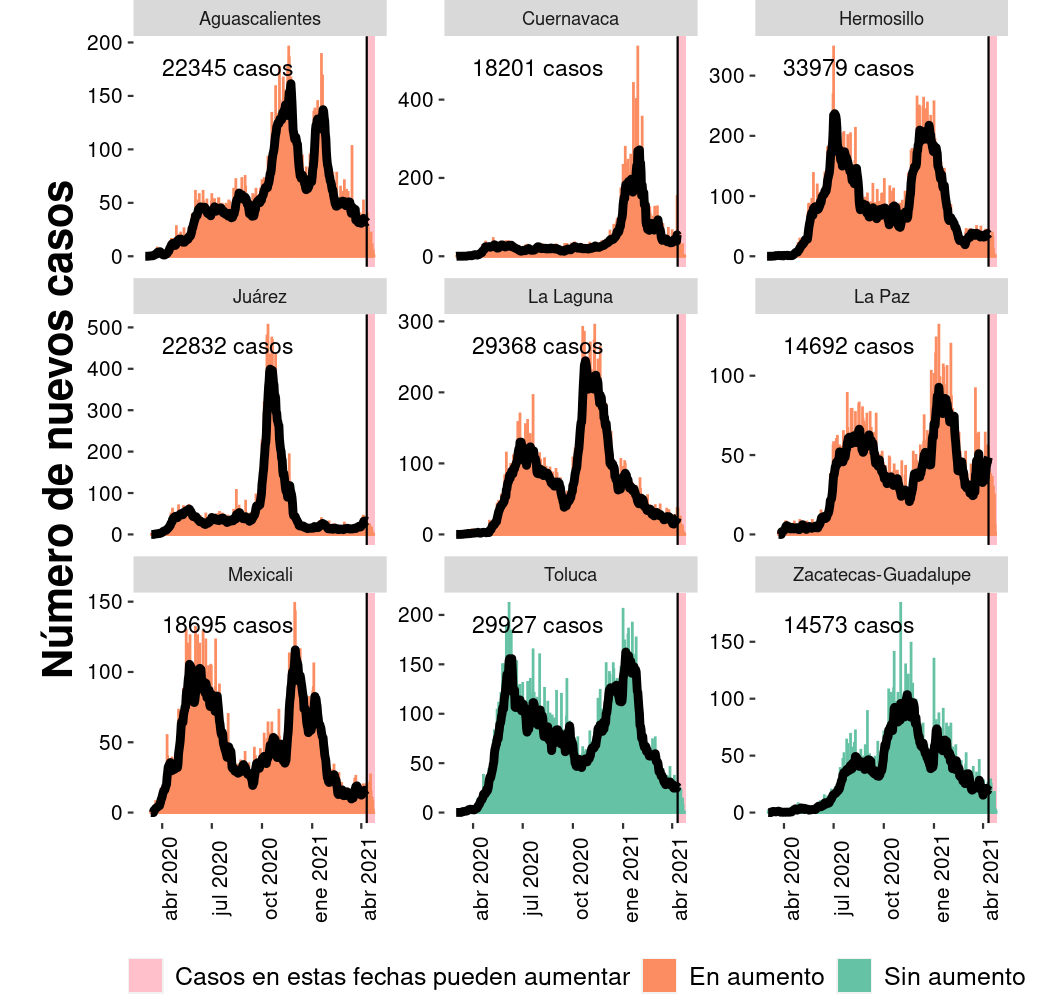 Número de nuevos casos
Aguascalientes
Cuernavaca
Hermosillo
200
150
100
50
0
22345 casos
400
200
0
18201 casos
300
200
100
0
33979 casos
Juárez
La Laguna
La Paz
500
400
300
200
100
0
22832 casos
300
200
100
0
29368 casos
100
50
0
14692 casos
Mexicali
Toluca
Zacatecas-Guadalupe
150
100
50
0
18695 casos
200
150
100
50
0
29927 casos
150
100
50
0
14573 casos
abr 2020
jul 2020
oct 2020
ene 2021
abr 2021
abr 2020
jul 2020
oct 2020
ene 2021
abr 2021
abr 2020
jul 2020
oct 2020
ene 2021
abr 2021
Casos en estas fechas pueden aumentar
En aumento
Sin aumento